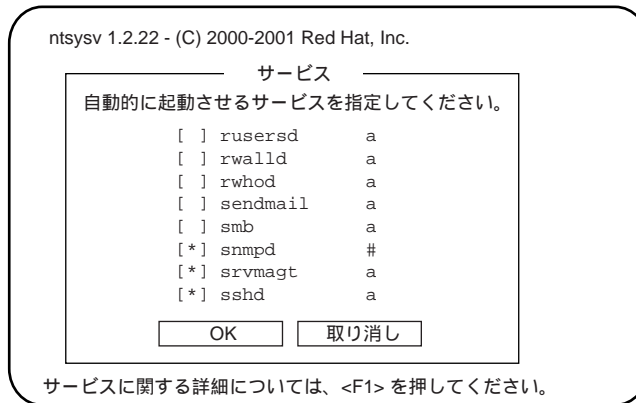 ntsysv 1.2.22 - (C) 2000-2001 Red Hat, Inc.
サービス
自動的に起動させるサービスを指定してください。
[ ] rusersd a
[ ] rwalld a
[ ] rwhod a
[ ] sendmail a
[ ] smb a
[*] snmpd #
[*] srvmagt a
[*] sshd a
OK 取り消し
サービスに関する詳細については、<F1> を押してください。